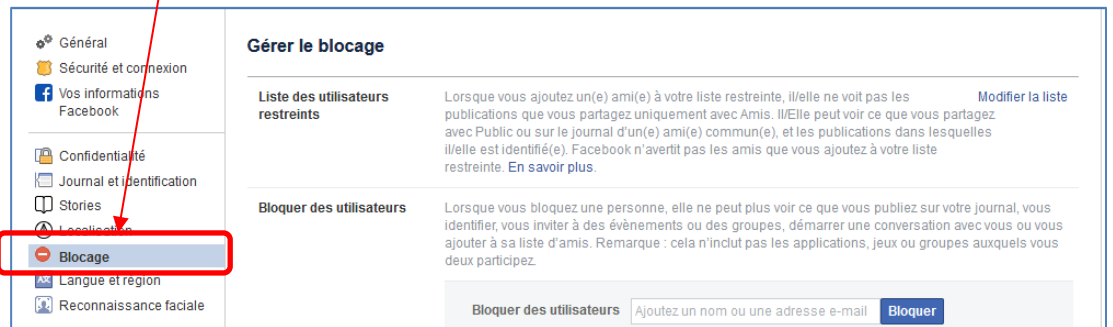 Général
Sécurité et connexion
Vos informations
Facebook
Confidentialité
Journal et identification
Stories
Localisation
Blocage
Langue et région
Reconnaissance faciale
Gérer le blocage
Liste des utilisateurs
restreints
Lorsque vous ajoutez un(e) ami(e) à votre liste restreinte, il/elle ne voit pas les
publications que vous partagez uniquement avec Amis. Il/Elle peut voir ce que vous partagez
avec Public ou sur le journal d'un(e) ami(e) commun(e), et les publications dans lesquelles
il/elle est identifié(e). Facebook n'avertit pas les amis que vous ajoutez à votre liste
restreinte. En savoir plus.
Modifier la liste
Bloquer des utilisateurs
Lorsque vous bloquez une personne, elle ne peut plus voir ce que vous publiez sur votre journal, vous
identifier, vous inviter à des évènements ou des groupes, démarrer une conversation avec vous ou vous
ajouter à sa liste d'amis. Remarque : cela n'inclut pas les applications, jeux ou groupes auxquels vous
deux participez.
Bloquer des utilisateurs
Ajoutez un nom ou une adresse e-mail
Bloquer